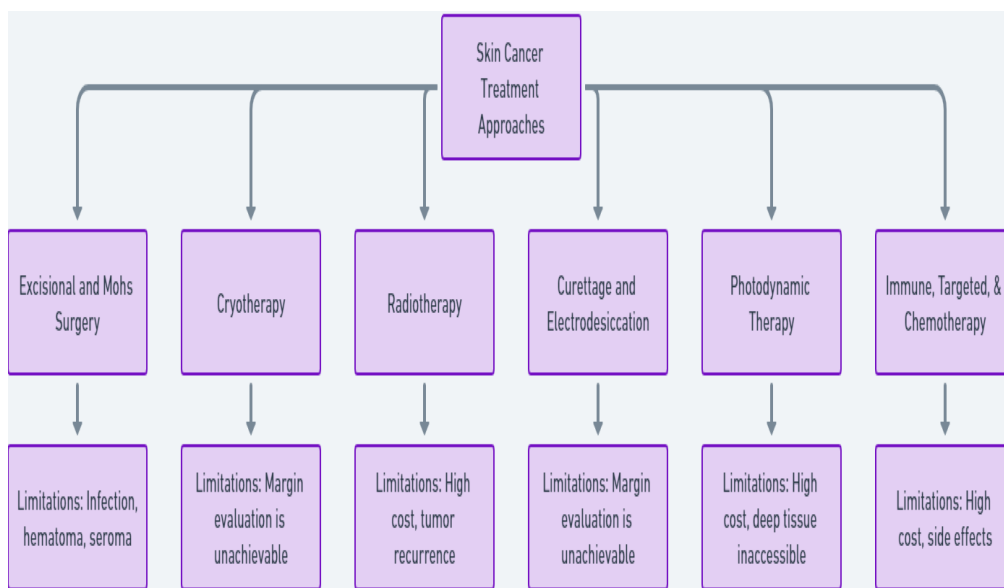 Skin Cancer
Treatment
Approaches
Excisional and Mohs
Surgery
Cryotherapy
Radiotherapy
Curettage and
Electrodesiccation
Photodynamic
Therapy
Immune, Targeted, &
Chemotherapy
Limitations: Infection,
hematoma, seroma
Limitations: Margin
evaluation is
unachievable
Limitations: High
cost, tumor
recurrence
Limitations: Margin
evaluation is
unachievable
Limitations: High
cost, deep tissue
inaccessible
Limitations: High
cost, side effects